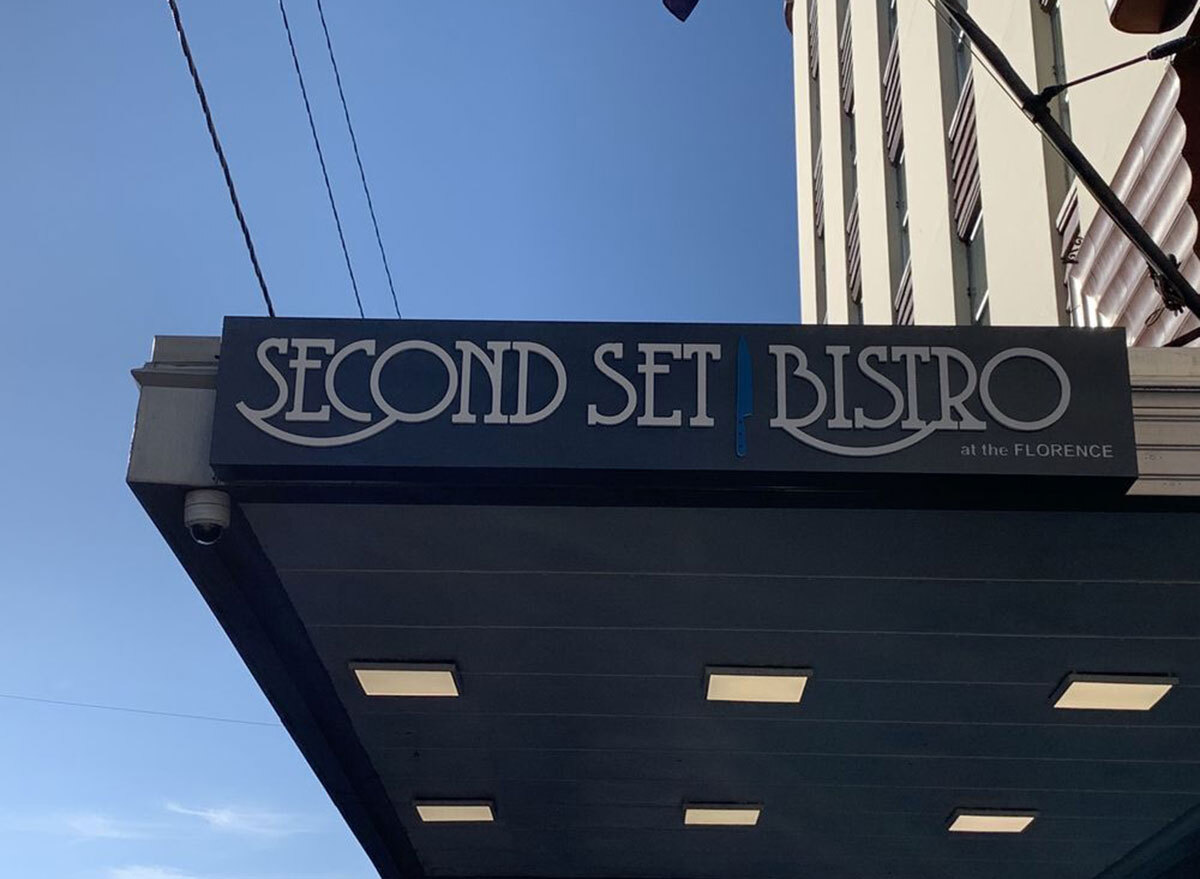 SECOND SET BISTRO
at the FLORENCE